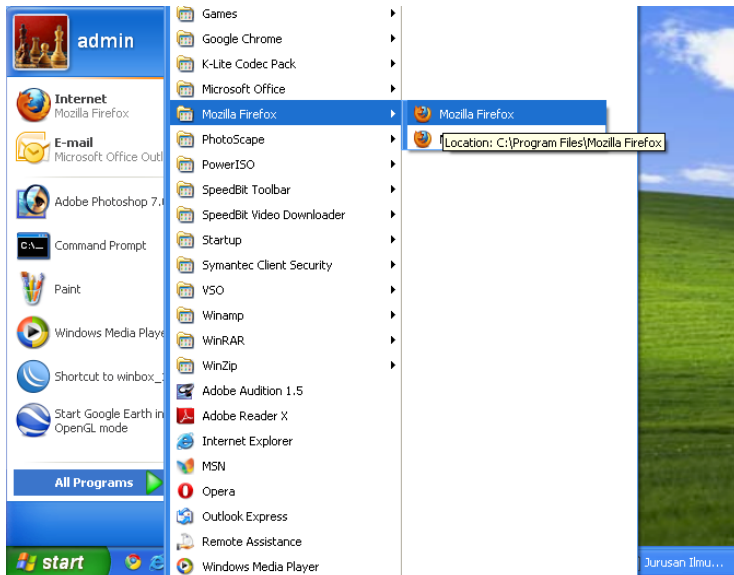 admin
Internet
Mozilla Firefox
E-mail
Microsoft Office Outl
Adobe Photoshop 7.
Command Prompt
Paint
Windows Media Playe
Shortcut to winbox_
Start Google Earth in
OpenGL mode
All Programs
start
Games
Google Chrome
K-Lite Codec Pack
Microsoft Office
Mozilla Firefox
PhotoScape
PowerISO
SpeedBit Toolbar
SpeedBit Video Downloader
Startup
Symantec Client Security
VSO
Winamp
WinRAR
WinZip
Adobe Audition 1.5
Adobe Reader X
Internet Explorer
MSN
Opera
Outlook Express
Remote Assistance
Windows Media Player
Mozilla Firefox
Location: C:\Program Files\Mozilla Firefox
Jurusan Ilmu...